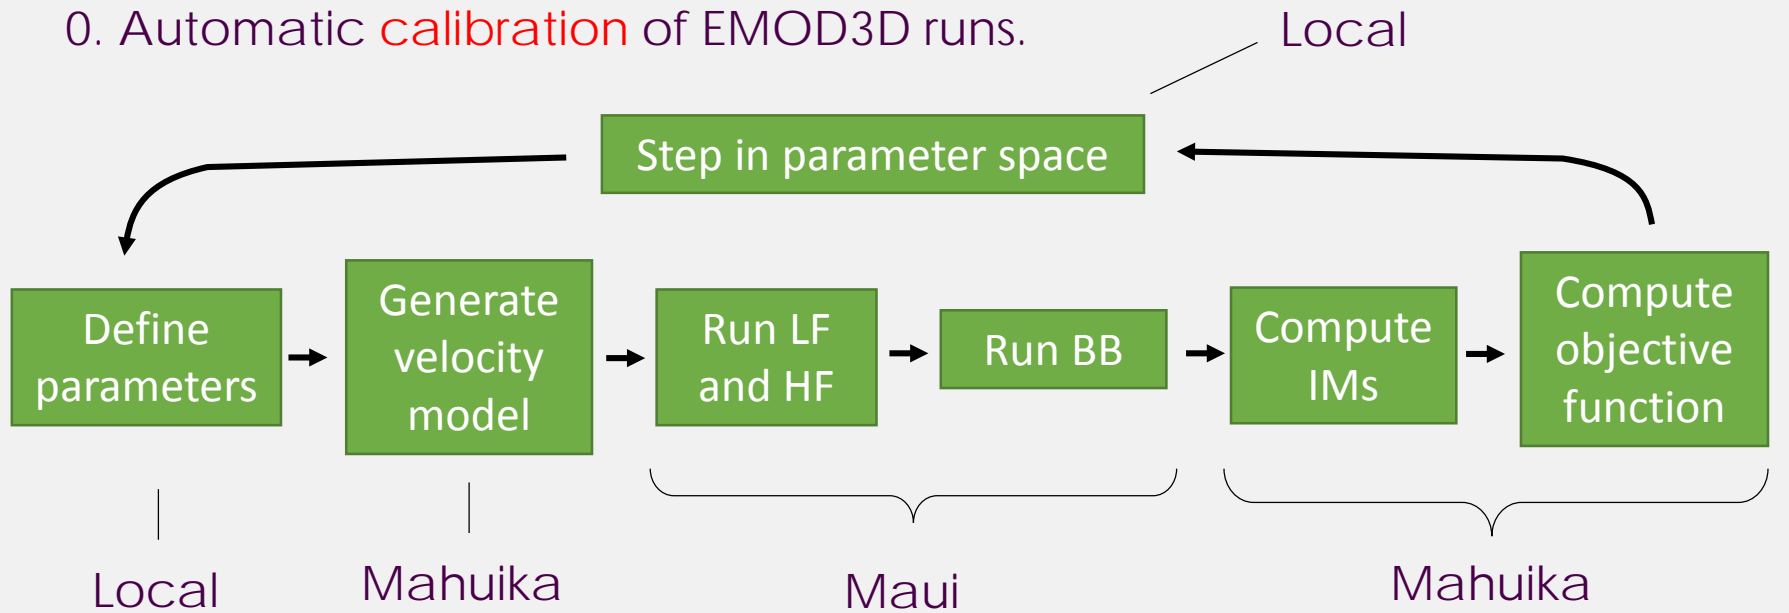 0. Automatic calibration of EMOD3D runs.
Local
Step in parameter space
Define
parameters
Generate
velocity
model
Run LF
and HF
Run BB
Compute
IMs
Compute
objective
function
Local
Mahuika
Maui
Mahuika